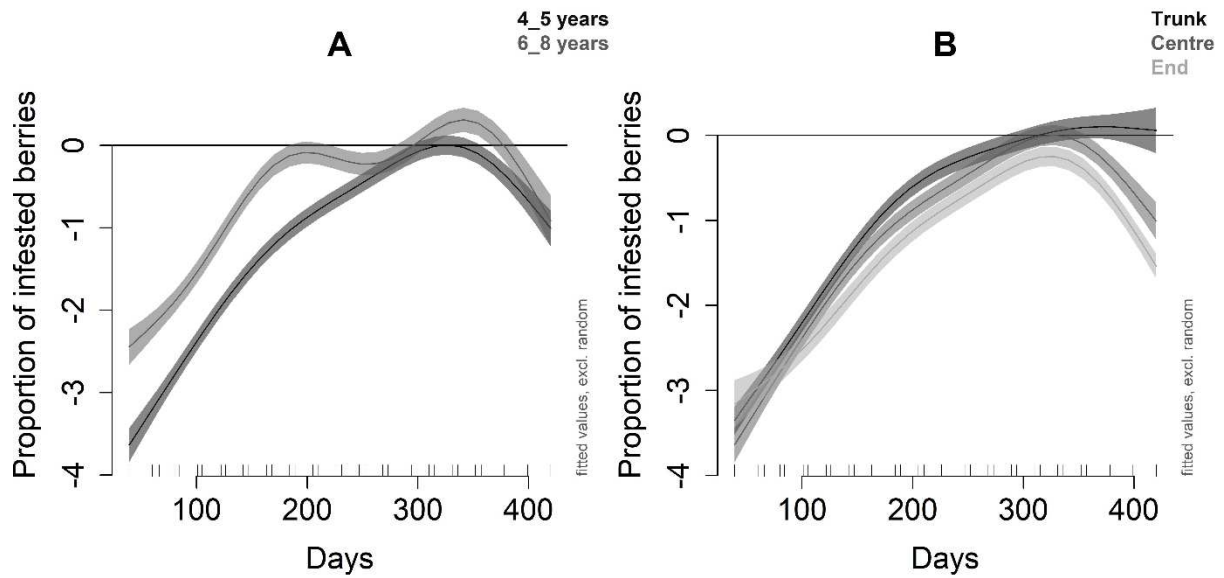 4_5 years
6_8 years
A
Proportion of infested berries
0
-1
-2
-3
-4
100
200
300
400
Days
fitted values, excl. random
Trunk
Centre
End
B
Proportion of infested berries
0
-1
-2
-3
-4
100
200
300
400
Days
fitted values, excl. random